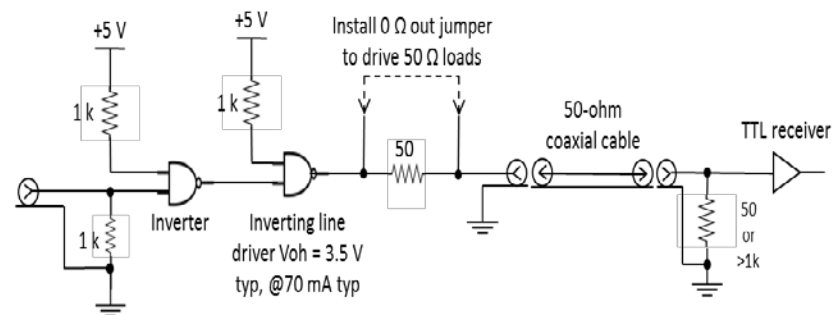 +5 V
+5 V
Install 0 Ω out jumper
to drive 50 Ω loads
1 k
1 k
50
50-ohm
coaxial cable
TTL receiver
Inverter
1 k
Inverting line
driver Voh = 3.5 V
typ, @70 mA typ
50
or
>1k